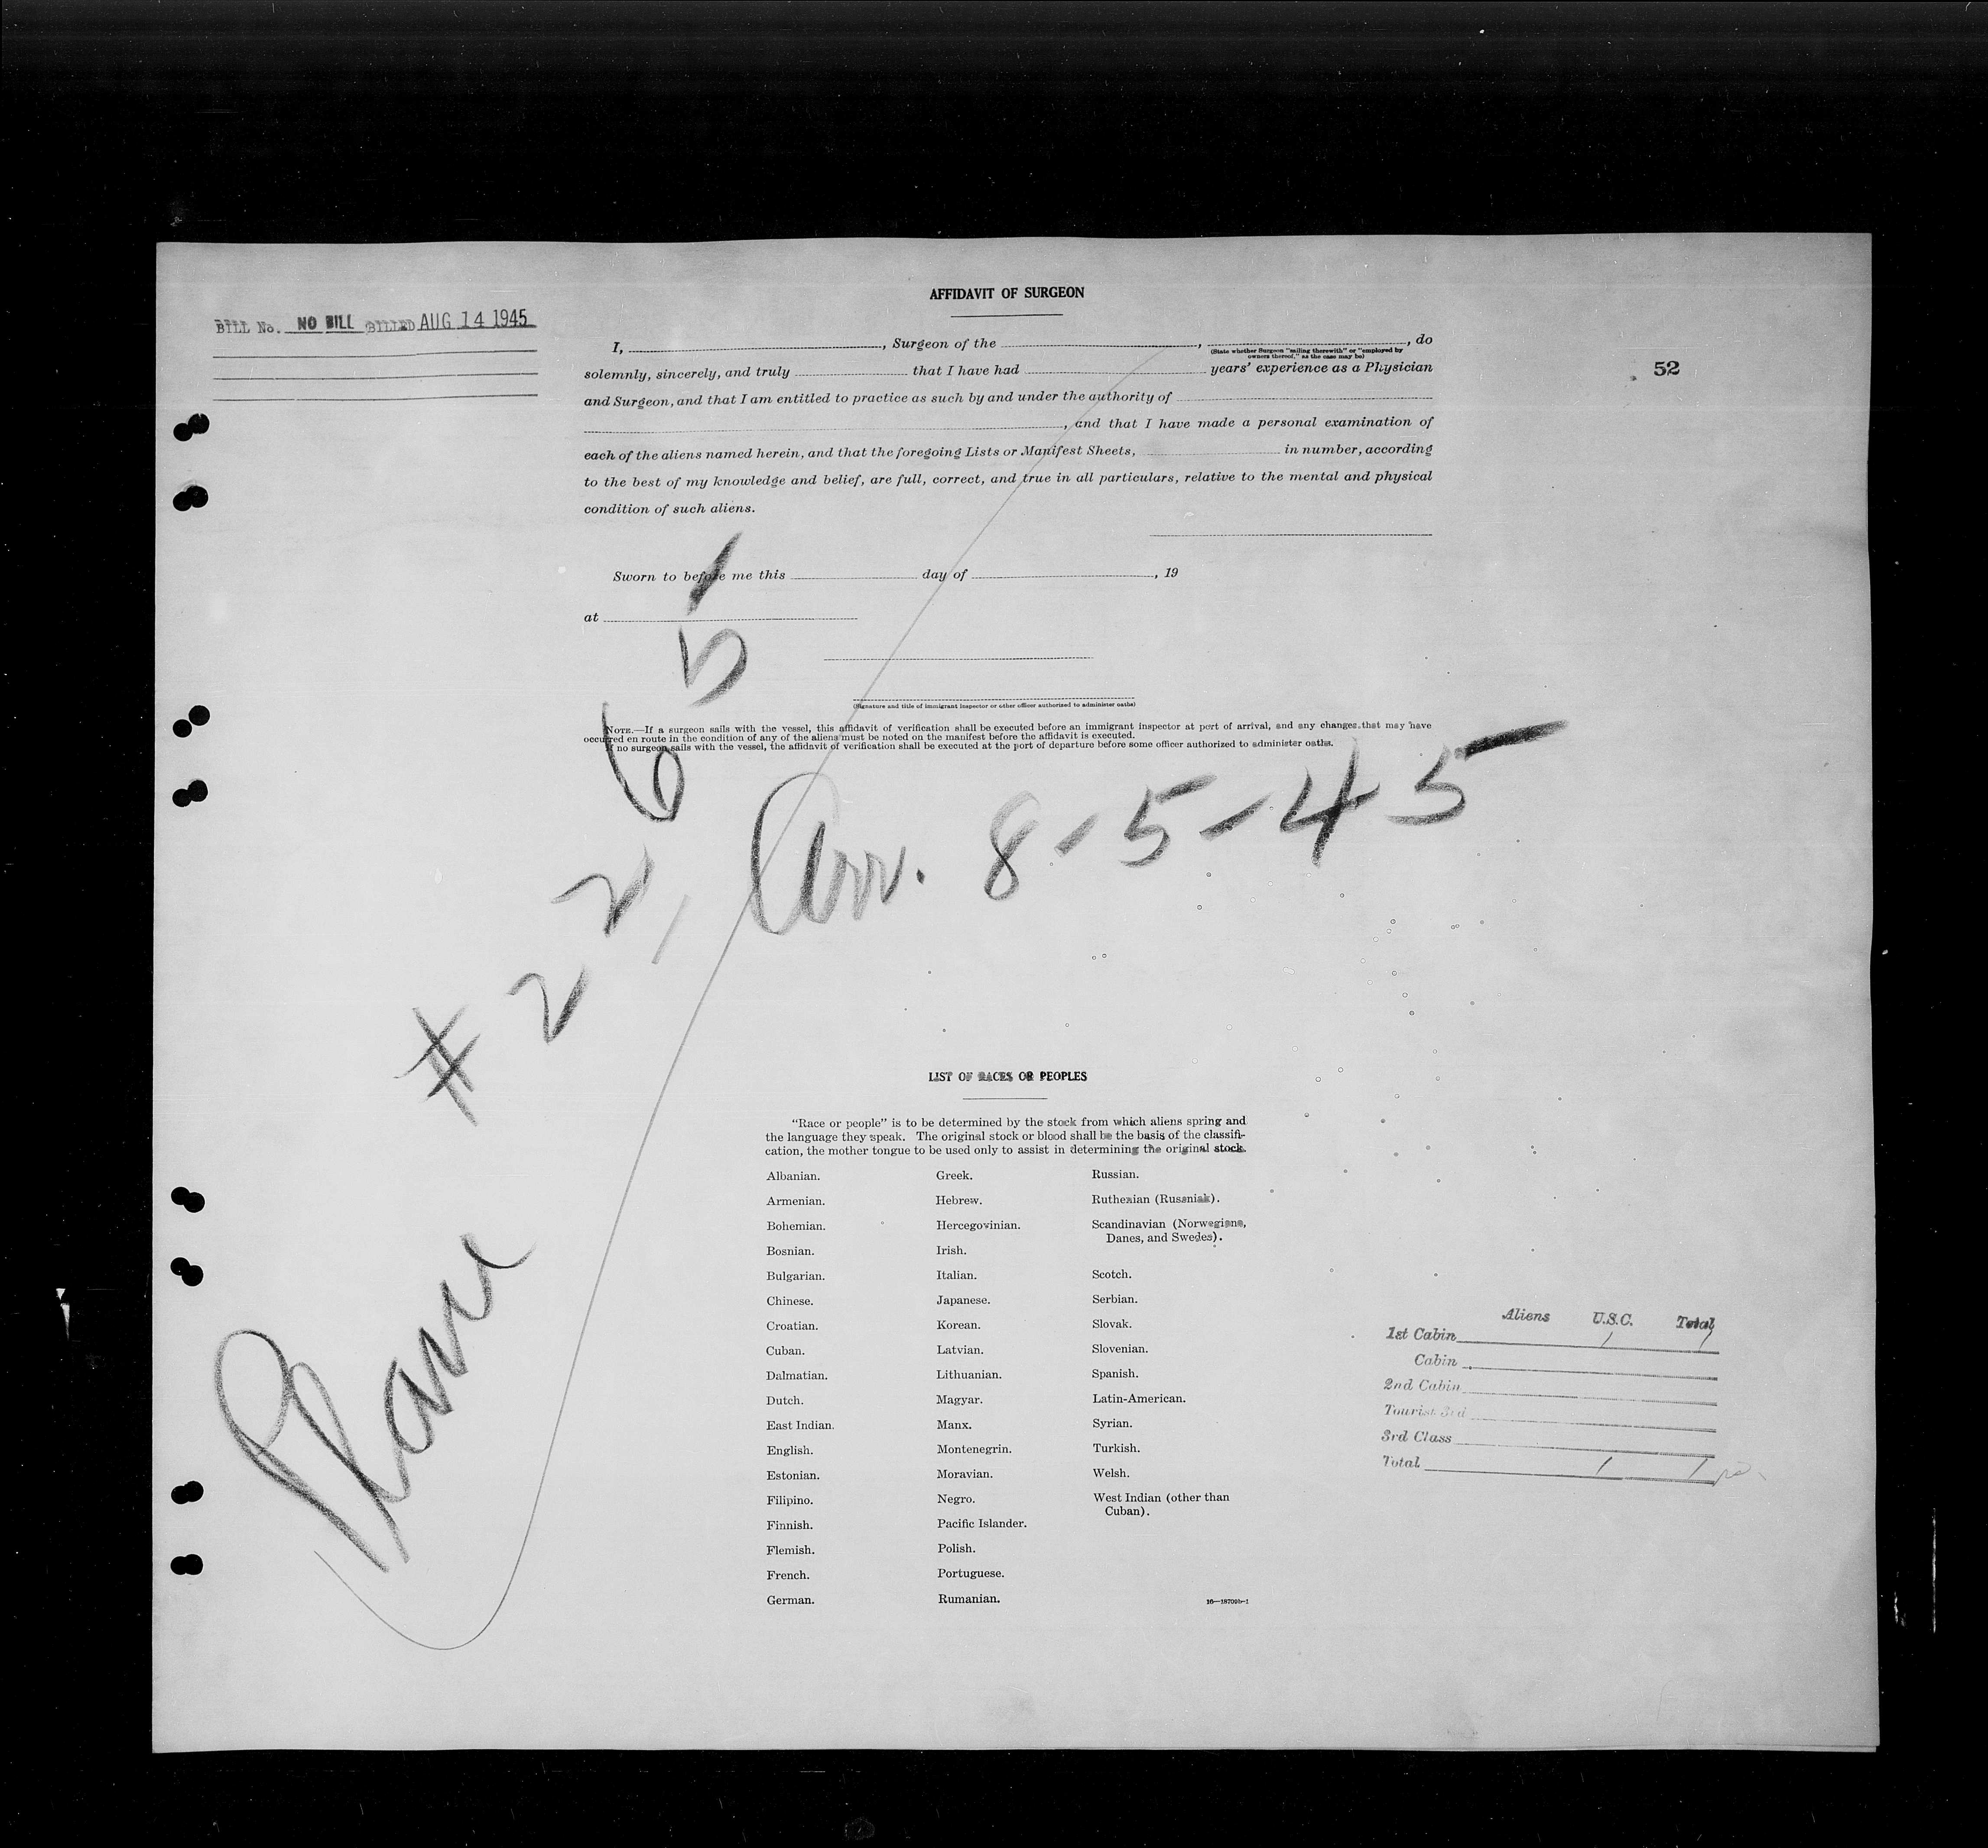 AFFIDAVIT OF SURGEON
BILL No. NO BILL BILLED AUG 14 1945
I, , Surgeon of the , , do
(State whether Surgeon "sailing therewith" or "employed by
owners thereof," as the case may be)
52
solemnly, sincerely, and truly that I have had years' experience as a Physician
and Surgeon, and that I am entitled to practice as such by and under the authority of
, and that I have made a personal examination of
each of the aliens named herein, and that the foregoing Lists or Manifest Sheets, in number, according
to the best of my knowledge and belief, are full, correct, and true in all particulars, relative to the mental and physical
condition of such aliens.
Sworn to before me this day of , 19
at
(Signature and title of immigrant inspector or other officer authorized to administer oaths)
NOTE.—If a surgeon sails with the vessel, this affidavit of verification shall be executed before an immigrant inspector at port of arrival, and any changes that may have
occurred en route in the condition of any of the aliens must be noted on the manifest before the affidavit is executed.
If no surgeon sails with the vessel, the affidavit of verification shall be executed at the port of departure before some officer authorized to administer oaths.
Plane # 22651
Arr. 8-5-45
LIST OF RACES OR PEOPLES
"Race or people" is to be determined by the stock from which aliens spring and
the language they speak. The original stock or blood shall be the basis of the classifi-
cation, the mother tongue to be used only to assist in determining the original stock.
Albanian.
Armenian.
Bohemian.
Bosnian.
Bulgarian.
Chinese.
Croatian.
Cuban.
Dalmatian.
Dutch.
East Indian.
English.
Estonian.
Filipino.
Finnish.
Flemish.
French.
German.
Greek.
Hebrew.
Hercegovinian.
Irish.
Italian.
Japanese.
Korean.
Latvian.
Lithuanian.
Magyar.
Manx.
Montenegrin.
Moravian.
Negro.
Pacific Islander.
Polish.
Portuguese.
Rumanian.
Russian.
Ruthenian (Russniak).
Scandinavian (Norwegians,
Danes, and Swedes).
Scotch.
Serbian.
Slovak.
Slovenian.
Spanish.
Latin-American.
Syrian.
Turkish.
Welsh.
West Indian (other than
Cuban).
Aliens U.S.C. Total
1st Cabin 1 1
Cabin
2nd Cabin
Tourist 3rd
3rd Class
Total 1 1